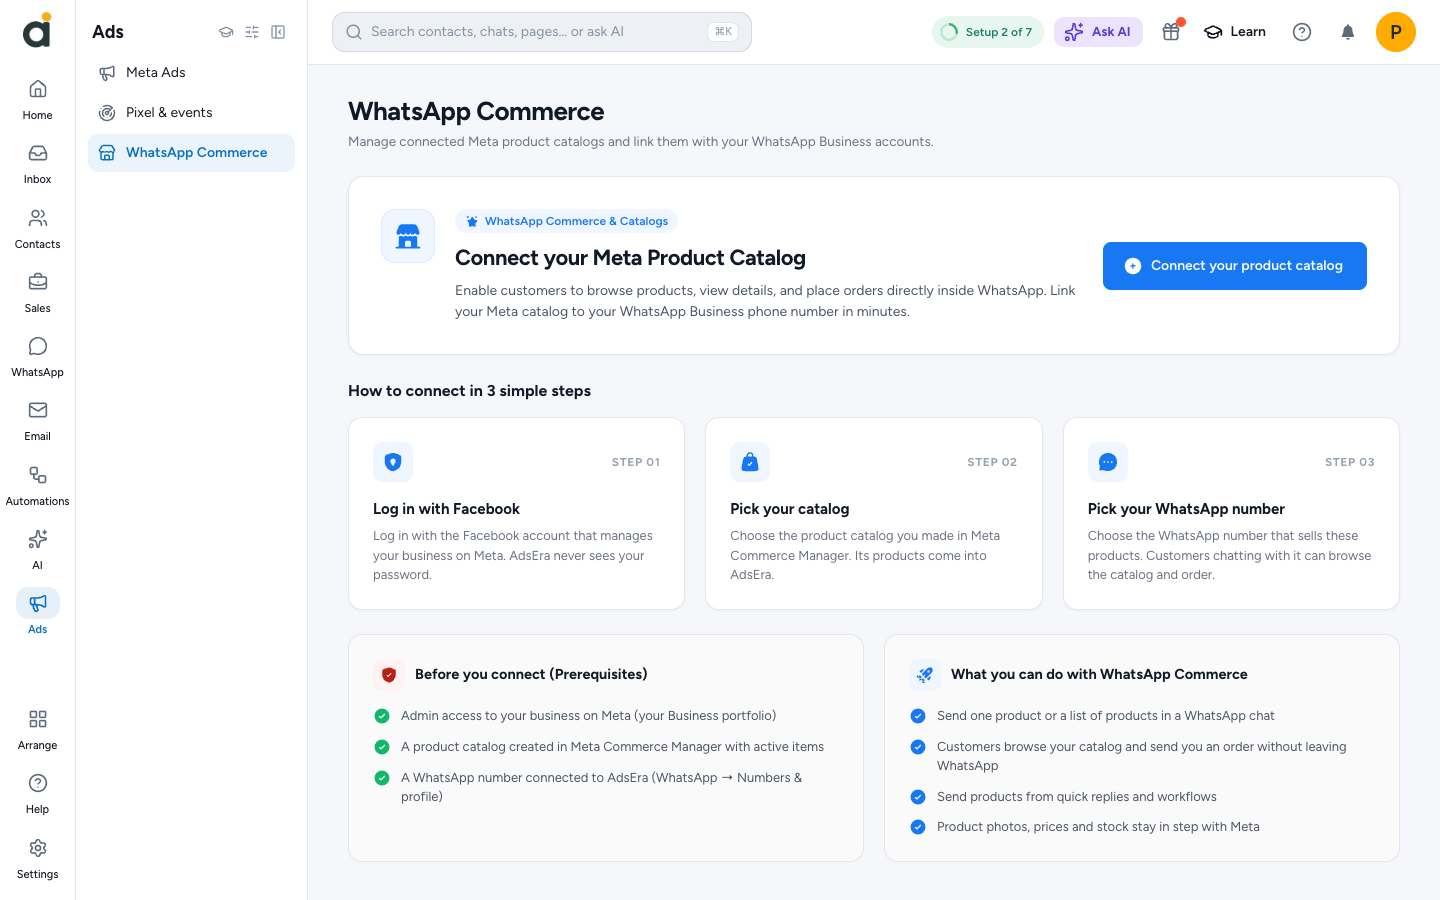 Ads
Search contacts, chats, pages... or ask AI
⌘K
Setup 2 of 7
Ask AI
Learn
P
Home
Inbox
Contacts
Sales
WhatsApp
Email
Automations
AI
Ads
Arrange
Help
Settings
Meta Ads
Pixel & events
WhatsApp Commerce
WhatsApp Commerce
Manage connected Meta product catalogs and link them with your WhatsApp Business accounts.
WhatsApp Commerce & Catalogs
Connect your Meta Product Catalog
Enable customers to browse products, view details, and place orders directly inside WhatsApp. Link
your Meta catalog to your WhatsApp Business phone number in minutes.
Connect your product catalog
How to connect in 3 simple steps
STEP 01
Log in with Facebook
Log in with the Facebook account that manages
your business on Meta. AdsEra never sees your
password.
STEP 02
Pick your catalog
Choose the product catalog you made in Meta
Commerce Manager. Its products come into
AdsEra.
STEP 03
Pick your WhatsApp number
Choose the WhatsApp number that sells these
products. Customers chatting with it can browse
the catalog and order.
Before you connect (Prerequisites)
Admin access to your business on Meta (your Business portfolio)
A product catalog created in Meta Commerce Manager with active items
A WhatsApp number connected to AdsEra (WhatsApp → Numbers &
profile)
What you can do with WhatsApp Commerce
Send one product or a list of products in a WhatsApp chat
Customers browse your catalog and send you an order without leaving
WhatsApp
Send products from quick replies and workflows
Product photos, prices and stock stay in step with Meta